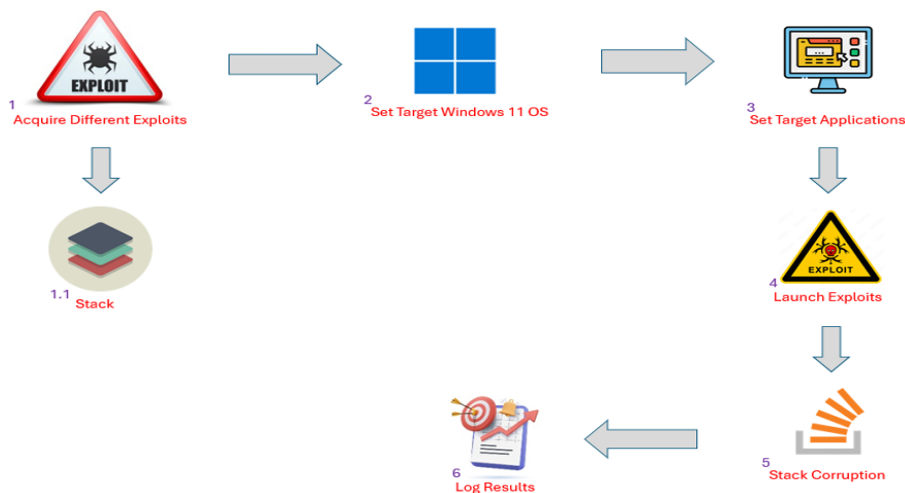 EXPLOIT
1
Acquire Different Exploits
2
Set Target Windows 11 OS
3
Set Target Applications
1.1
Stack
EXPLOIT
4
Launch Exploits
5
Stack Corruption
6
Log Results